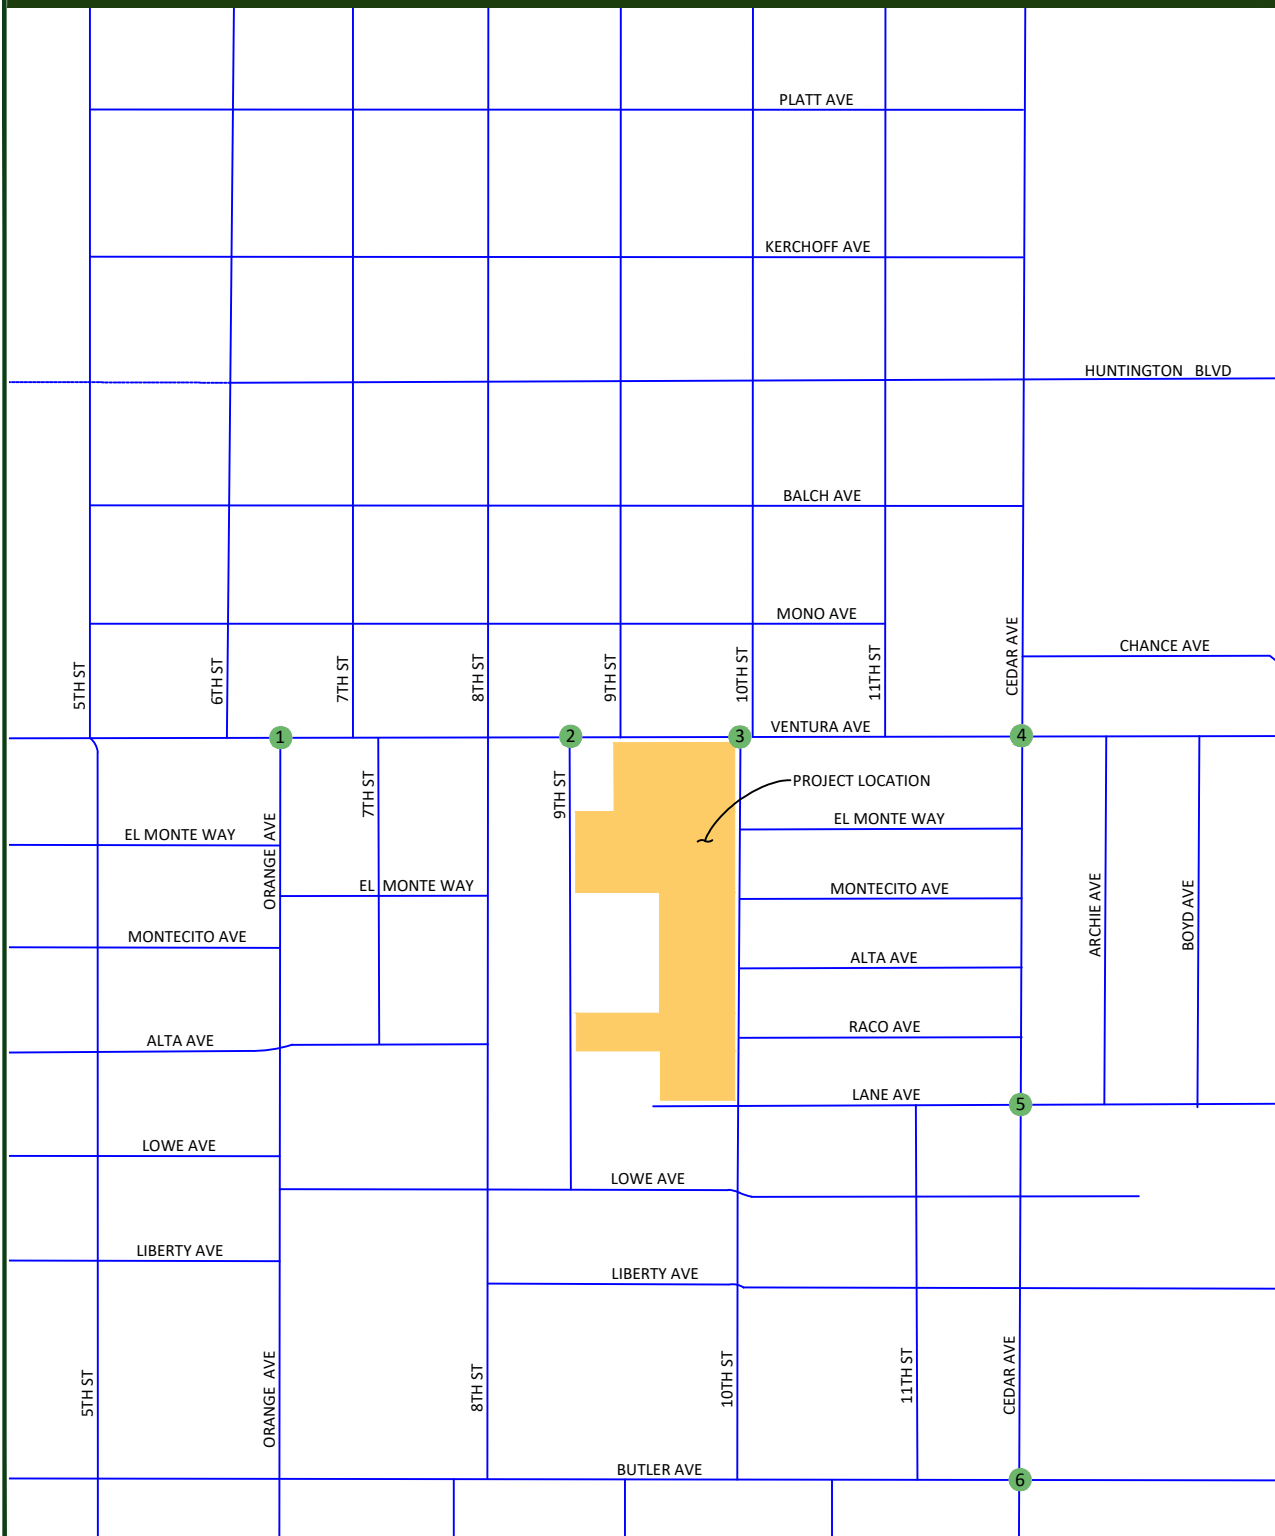 PLATT AVE
KERCHOFF AVE
HUNTINGTON BLVD
BALCH AVE
MONO AVE
5TH ST
6TH ST
7TH ST
8TH ST
9TH ST
10TH ST
11TH ST
CEDAR AVE
CHANCE AVE
VENTURA AVE
1
2
3
4
7TH ST
9TH ST
PROJECT LOCATION
EL MONTE WAY
ORANGE AVE
EL MONTE WAY
EL MONTE WAY
MONTECITO AVE
MONTECITO AVE
ARCHIE AVE
BOYD AVE
ALTA AVE
ALTA AVE
RACO AVE
LANE AVE
5
LOWE AVE
LOWE AVE
LIBERTY AVE
LIBERTY AVE
5TH ST
ORANGE AVE
8TH ST
10TH ST
11TH ST
CEDAR AVE
BUTLER AVE
6